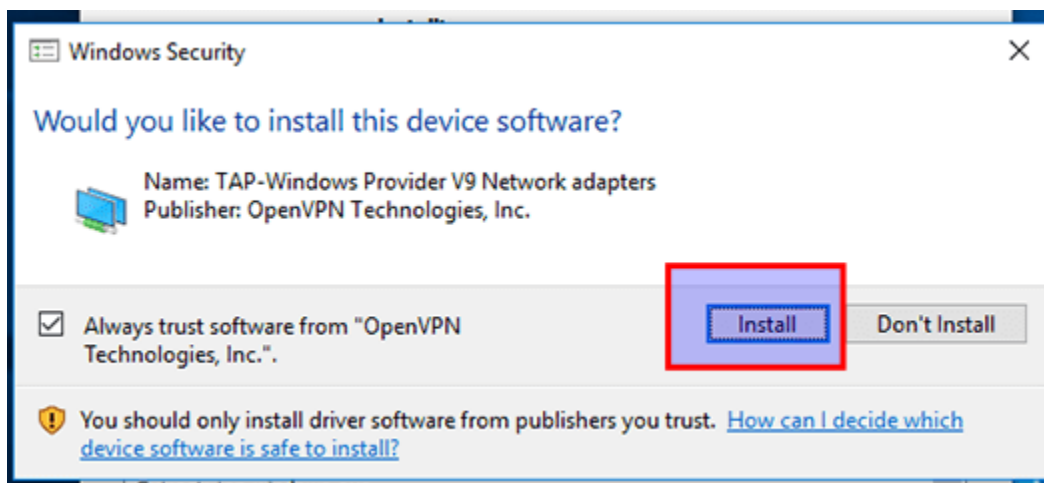 Windows Security
Would you like to install this device software?
Name: TAP-Windows Provider V9 Network adapters
Publisher: OpenVPN Technologies, Inc.
Always trust software from "OpenVPN
Technologies, Inc.".
Install
Don't Install
You should only install driver software from publishers you trust. How can I decide which
device software is safe to install?